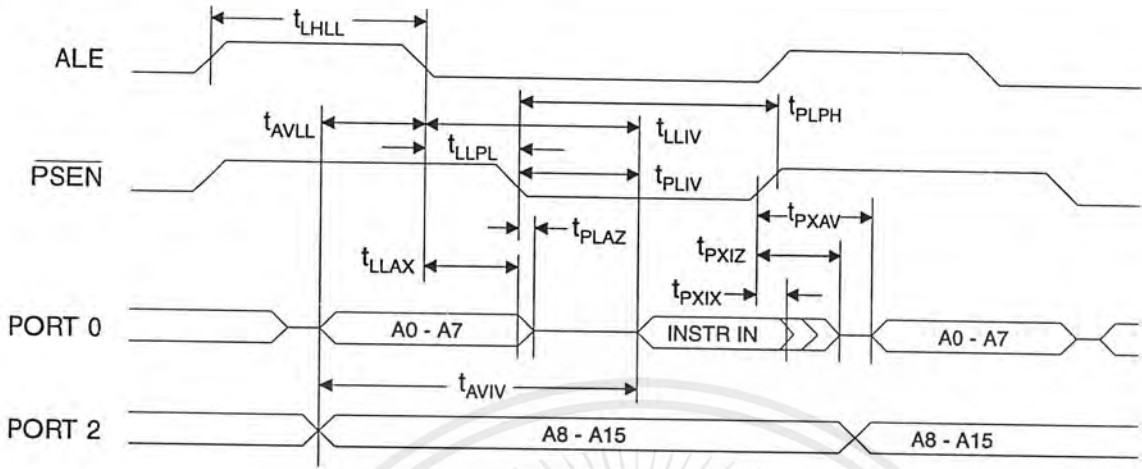 tLHLL
ALE
tPLPH
tAVLL
tLLIV
tLLPL
PSEN
tPLIV
tPXAV
tPLAZ
tLLAX
tPXIZ
tPXIX
PORT 0
A0 - A7
INSTR IN
A0 - A7
tAVIV
PORT 2
A8 - A15
A8 - A15